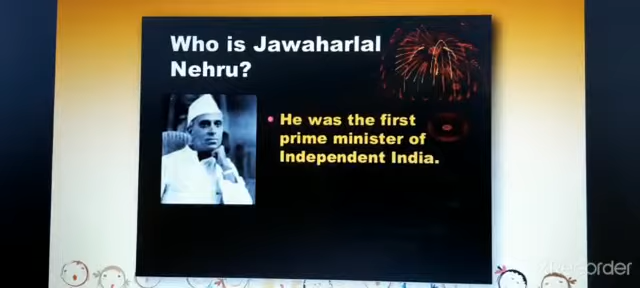 Who is Jawaharlal
Nehru?
He was the first
prime minister of
Independent India.